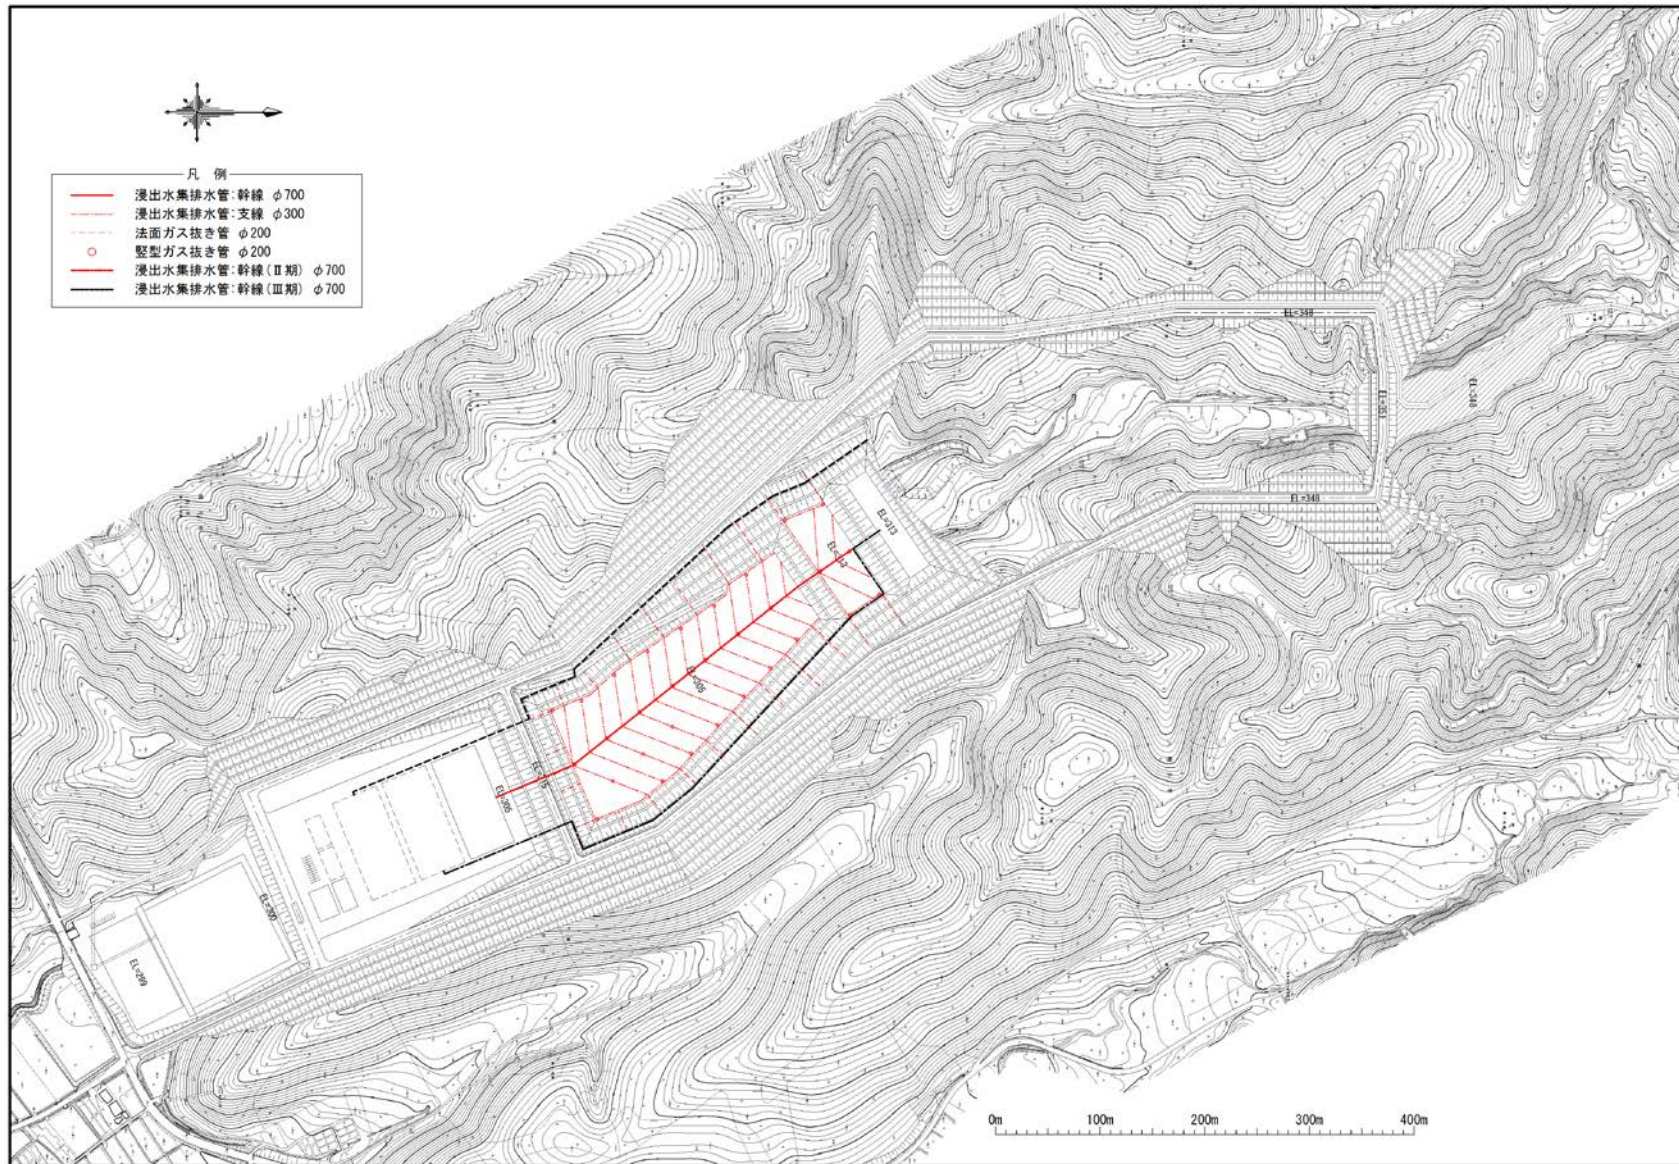 凡 例
浸出水集排水管:幹線 φ700
浸出水集排水管:支線 φ300
法面ガス抜き管 φ200
竪型ガス抜き管 φ200
浸出水集排水管:幹線(Ⅱ期) φ700
浸出水集排水管:幹線(Ⅲ期) φ700
EL=348
EL=351
EL=348
EL=348
EL=313
EL=305
EL=305
EL=300
EL=299
0m 100m 200m 300m 400m